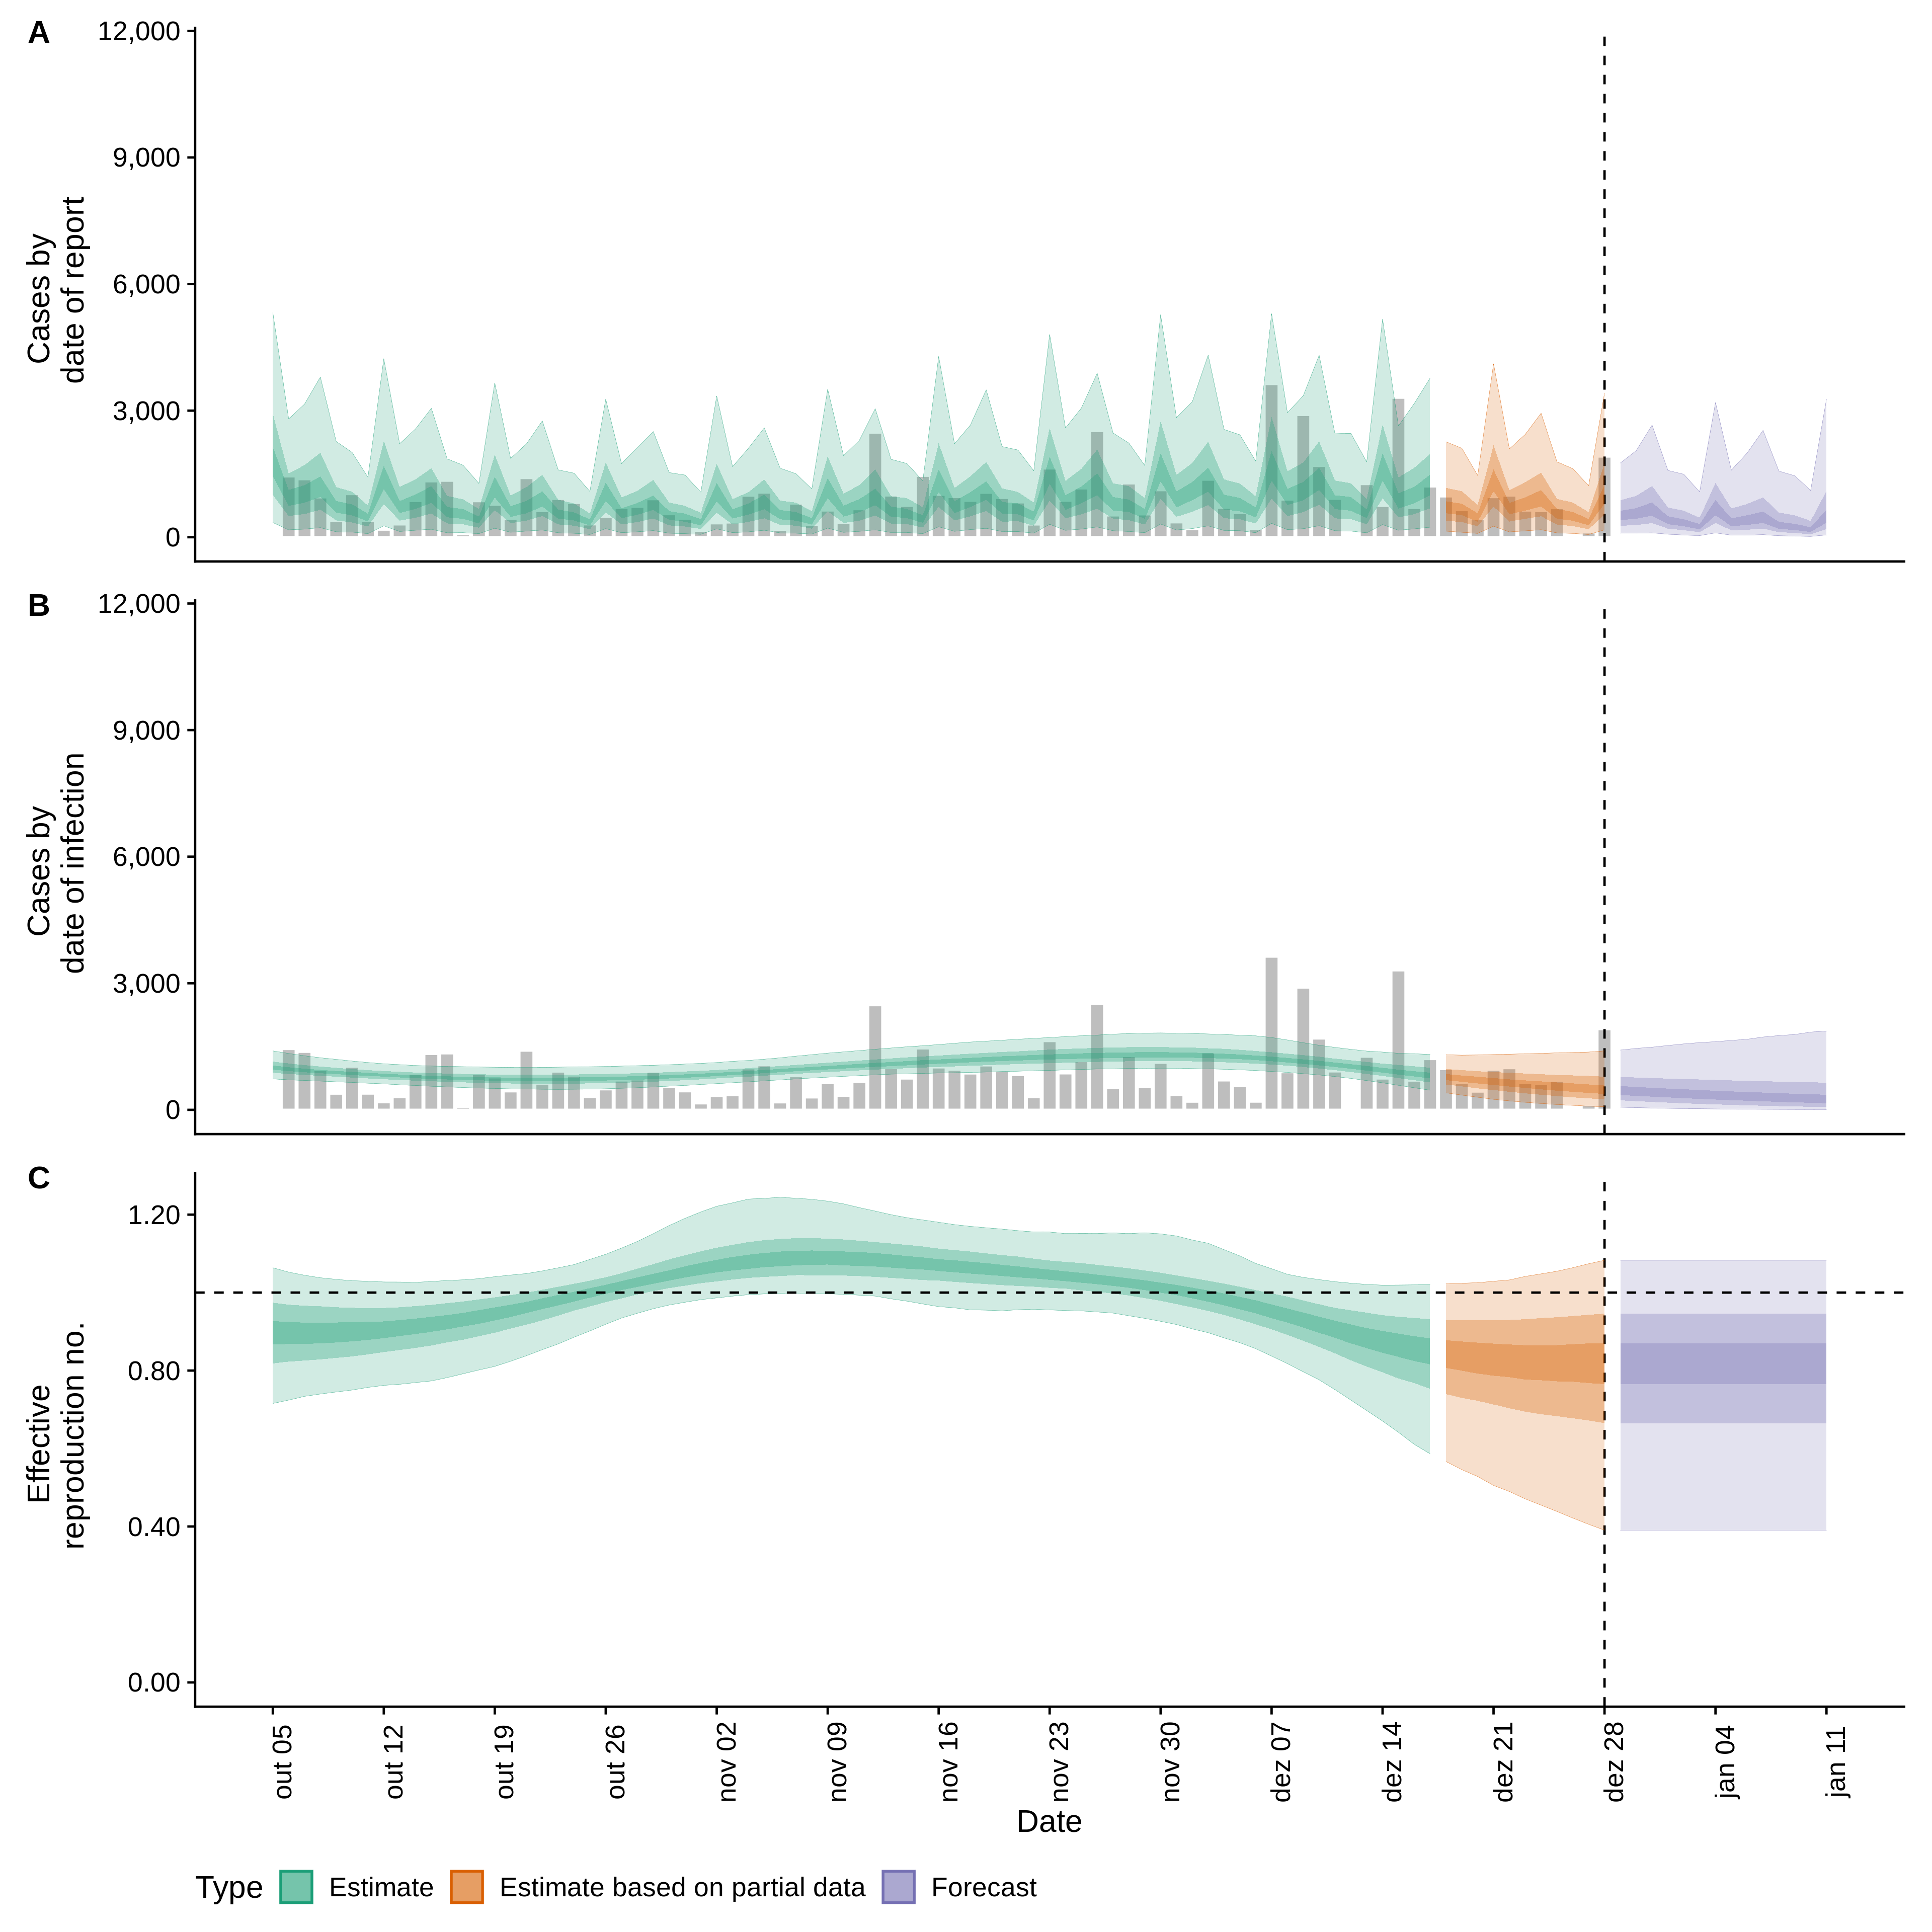 A
12,000
9,000
6,000
3,000
0
Cases by
date of report
B
12,000
9,000
6,000
3,000
0
Cases by
date of infection
C
1.20
0.80
0.40
0.00
Effective
reproduction no.
out 05
out 12
out 19
out 26
nov 02
nov 09
nov 16
nov 23
nov 30
dez 07
dez 14
dez 21
dez 28
jan 04
jan 11
Date
Type Estimate Estimate based on partial data Forecast